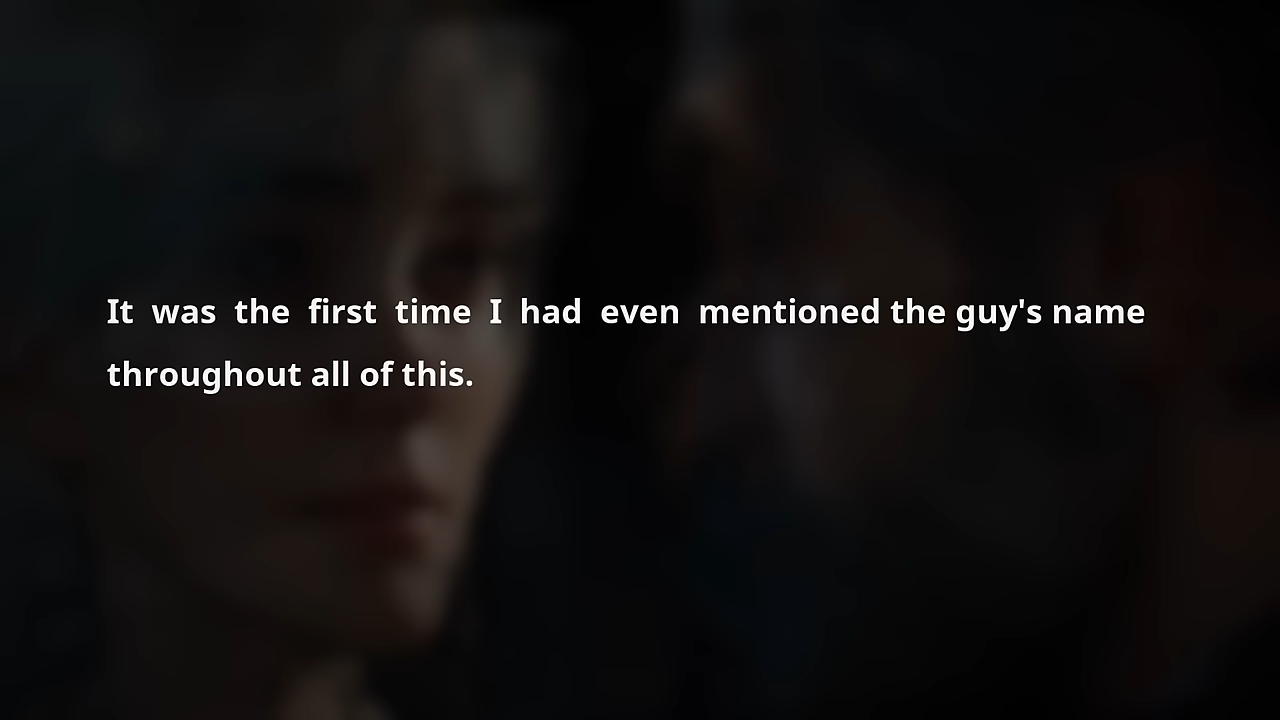 It was the first time I had even mentioned the guy's name
throughout all of this.